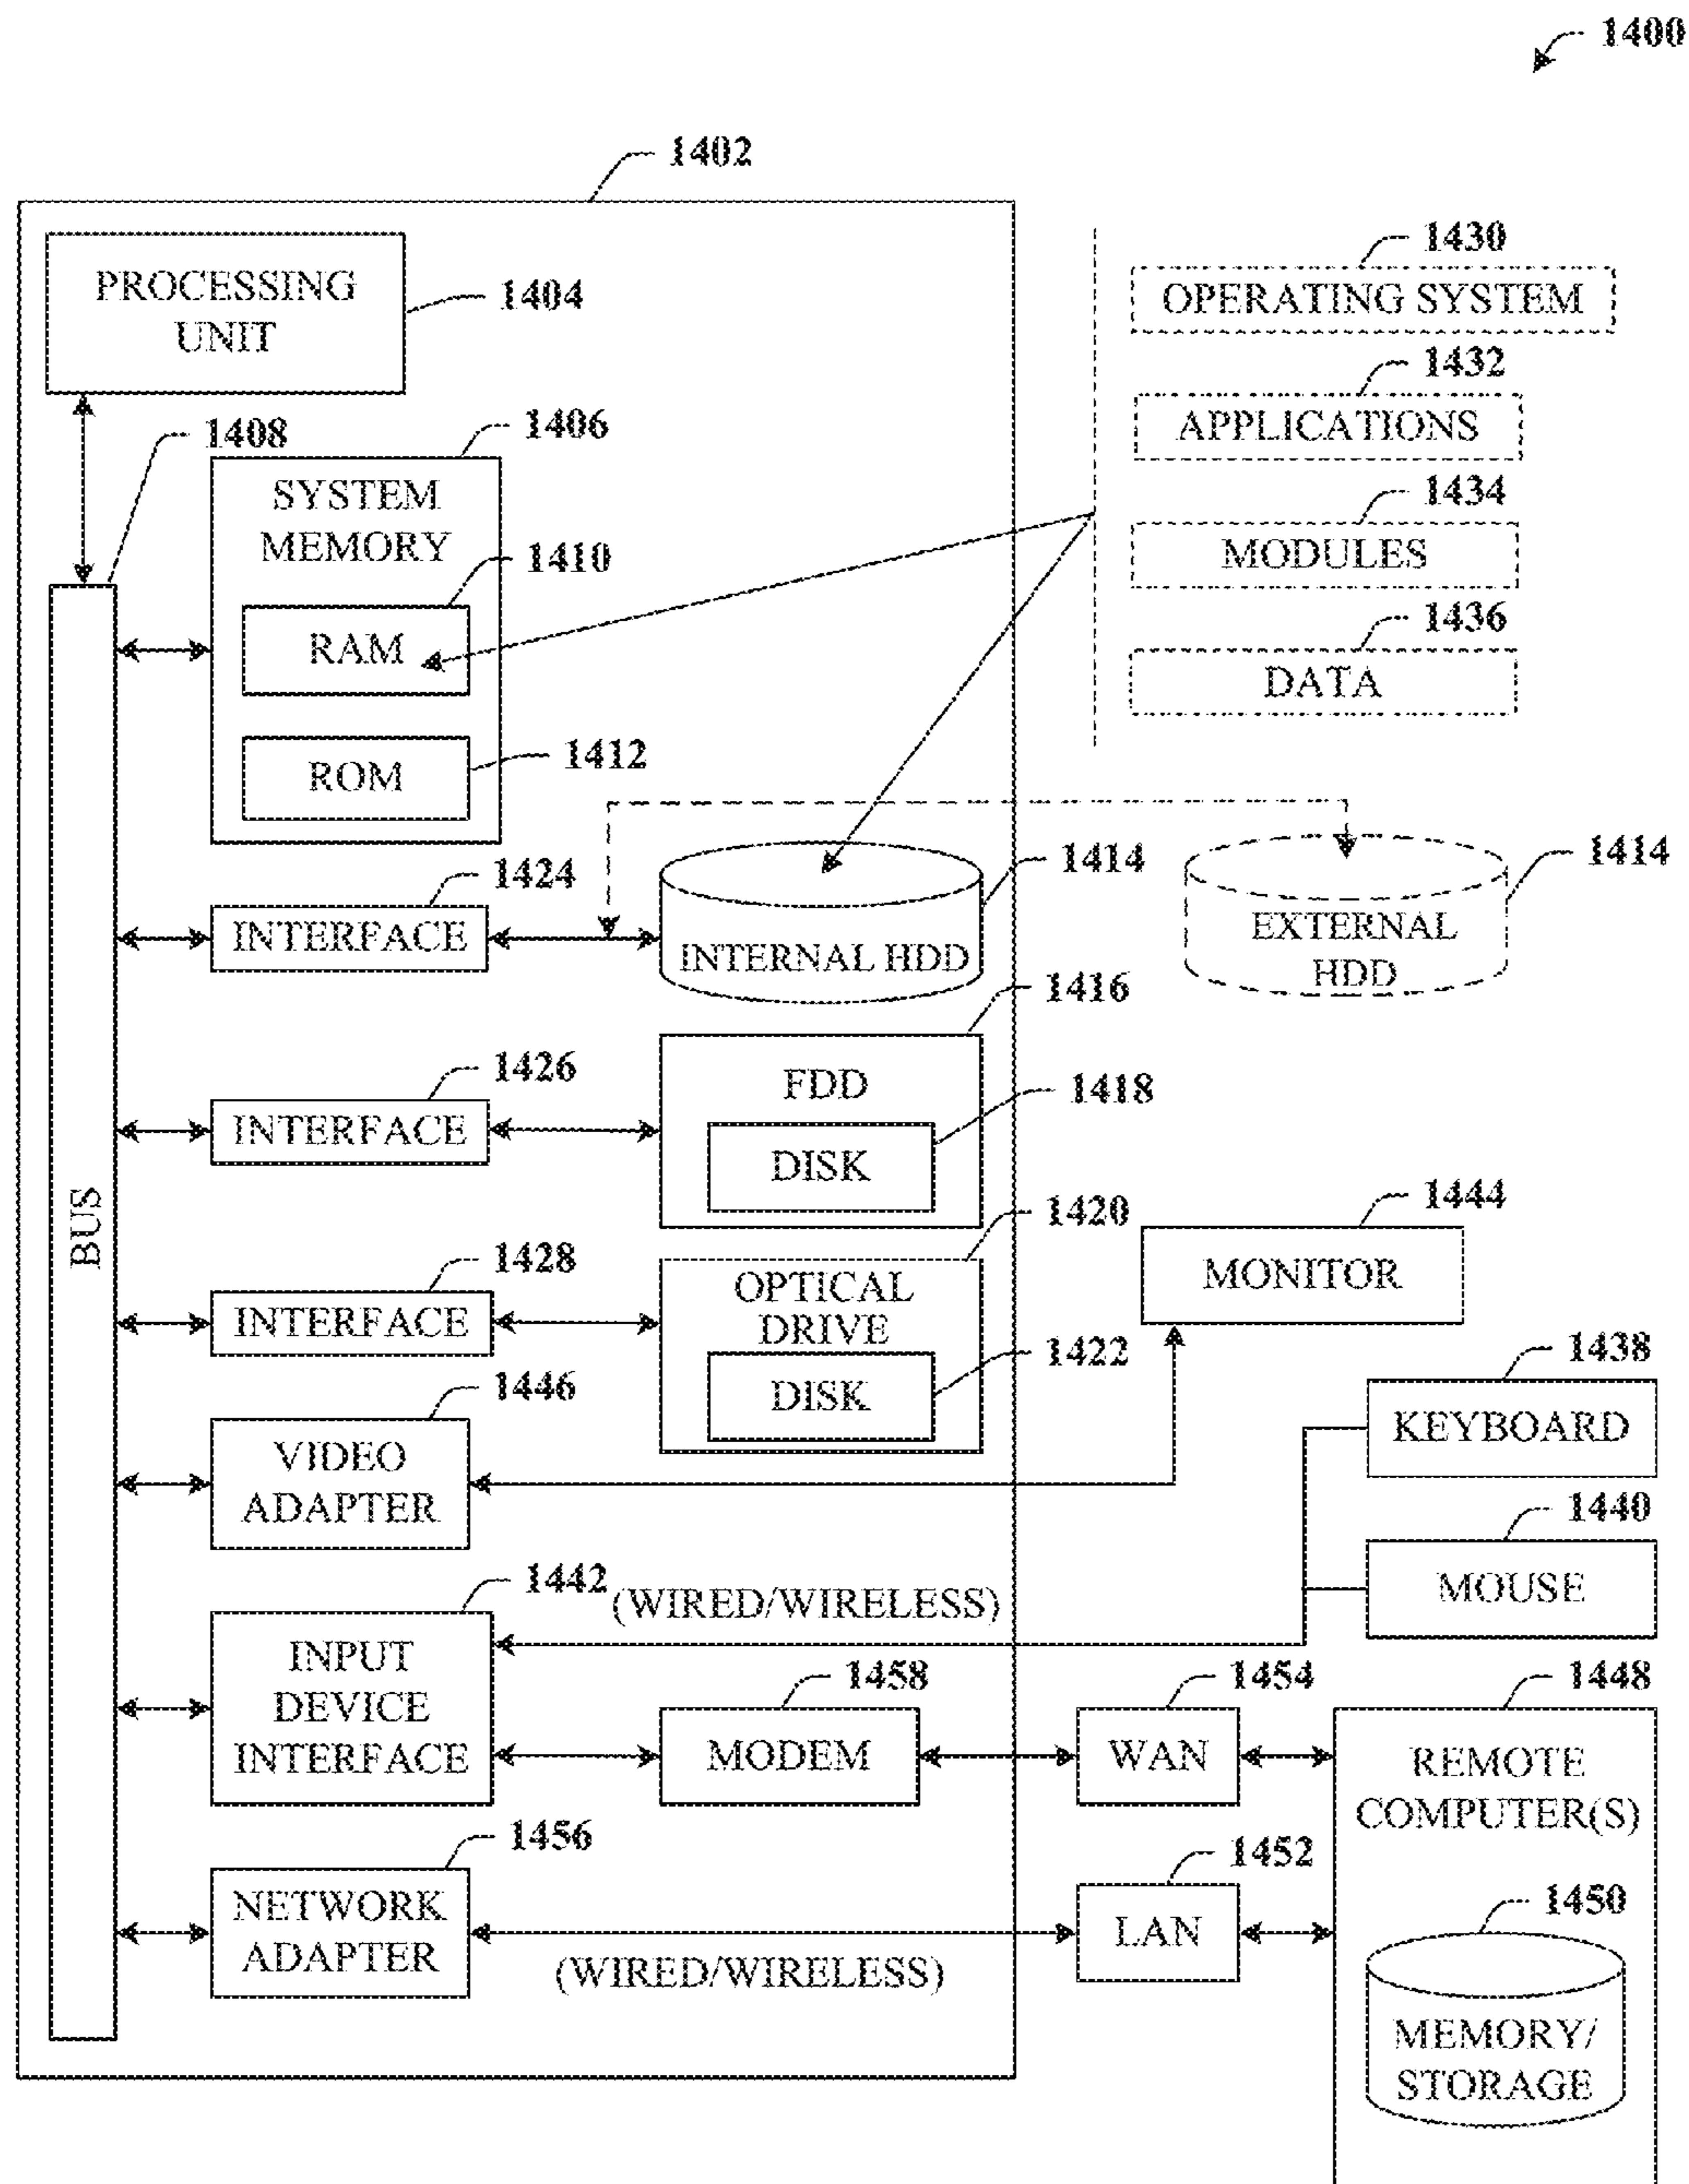 1400
1402
PROCESSING
UNIT
1404
1430
OPERATING SYSTEM
1432
APPLICATIONS
1434
MODULES
1436
DATA
1408
1406
SYSTEM
MEMORY
1410
RAM
1412
ROM
1424
INTERFACE
1414
INTERNAL HDD
1414
EXTERNAL
HDD
1416
FDD
1418
DISK
1426
INTERFACE
BUS
1420
OPTICAL
DRIVE
1422
DISK
1428
INTERFACE
1444
MONITOR
1446
VIDEO
ADAPTER
1438
KEYBOARD
1440
MOUSE
1442
(WIRED/WIRELESS)
INPUT
DEVICE
INTERFACE
1458
MODEM
1454
WAN
1448
REMOTE
COMPUTER(S)
1456
NETWORK
ADAPTER
(WIRED/WIRELESS)
1452
LAN
1450
MEMORY/
STORAGE